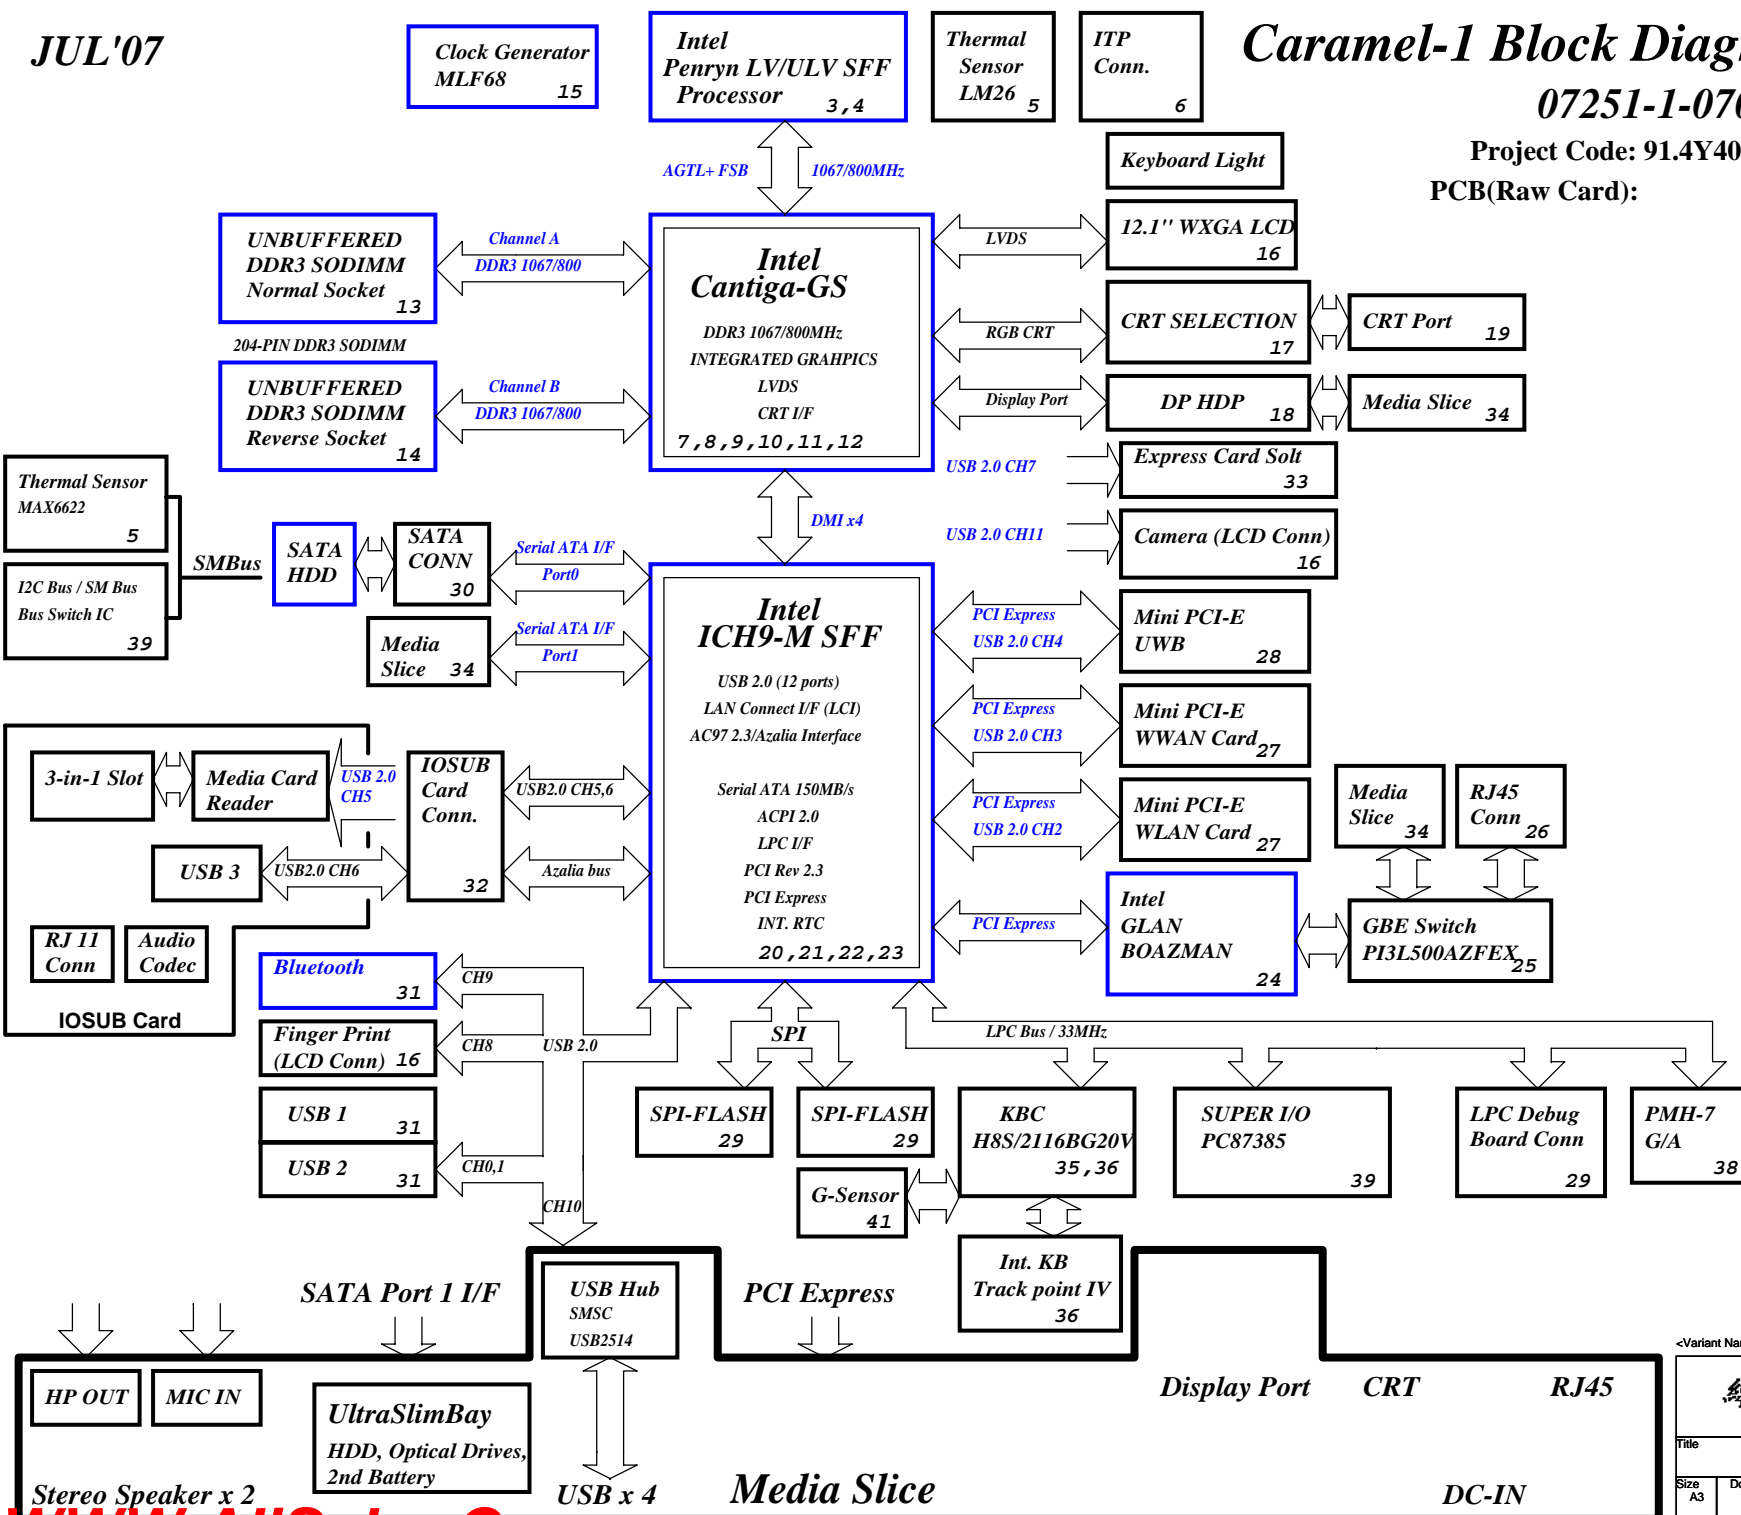 JUL'07
Clock Generator
MLF68
15
Intel
Penryn LV/ULV SFF
Processor
3,4
Thermal
Sensor
LM26
5
ITP
Conn.
6
Caramel-1 Block
07251-1-
Project Code:
PCB(Raw Card):
AGTL+ FSB
1067/800MHz
Keyboard Light
UNBUFFERED
DDR3 SODIMM
Normal Socket
13
Channel A
DDR3 1067/800
204-PIN DDR3 SODIMM
UNBUFFERED
DDR3 SODIMM
Reverse Socket
14
Channel B
DDR3 1067/800
Intel
Cantiga-GS
DDR3 1067/800MHz
INTEGRATED GRAHPICS
LVDS
CRT I/F
7,8,9,10,11,12
LVDS
12.1'' WXGA LCD
16
RGB CRT
CRT SELECTION
17
CRT Port
19
Display Port
DP HDP
18
Media Slice
34
USB 2.0 CH7
Express Card Solt
33
USB 2.0 CH11
Camera (LCD Conn)
16
DMI x4
Thermal Sensor
MAX6622
5
I2C Bus / SM Bus
Bus Switch IC
39
SMBus
SATA
HDD
SATA
CONN
30
Serial ATA I/F
Port0
Media
Slice
34
Serial ATA I/F
Port1
Intel
ICH9-M SFF
USB 2.0 (12 ports)
LAN Connect I/F (LCI)
AC97 2.3/Azalia Interface
Serial ATA 150MB/s
ACPI 2.0
LPC I/F
PCI Rev 2.3
PCI Express
INT. RTC
20,21,22,23
PCI Express
USB 2.0 CH4
Mini PCI-E
UWB
28
PCI Express
USB 2.0 CH3
Mini PCI-E
WWAN Card
27
PCI Express
USB 2.0 CH2
Mini PCI-E
WLAN Card
27
Media
Slice
34
RJ45
Conn
26
PCI Express
Intel
GLAN
BOAZMAN
24
GBE Switch
PI3L500AZFEX
25
3-in-1 Slot
Media Card
Reader
USB 2.0
CH5
IOSUB
Card
Conn.
32
USB2.0 CH5,6
Azalia bus
USB 3
USB2.0 CH6
RJ 11
Conn
Audio
Codec
IOSUB Card
Bluetooth
31
CH9
Finger Print
(LCD Conn)
16
CH8
USB 2.0
USB 1
31
USB 2
31
CH0,1
CH10
SPI
LPC Bus / 33MHz
SPI-FLASH
29
SPI-FLASH
29
KBC
H8S/2116BG20V
35,36
SUPER I/O
PC87385
39
LPC Debug
Board Conn
29
PMH-7
G/A
38
G-Sensor
41
Int. KB
Track point IV
36
SATA Port 1 I/F
USB Hub
SMSC
USB2514
PCI Express
HP OUT
MIC IN
UltraSlimBay
HDD, Optical Drives,
2nd Battery
Display Port
CRT
RJ45
Stereo Speaker x 2
USB x 4
Media Slice
DC-IN
<Variant
Title
Size
A3